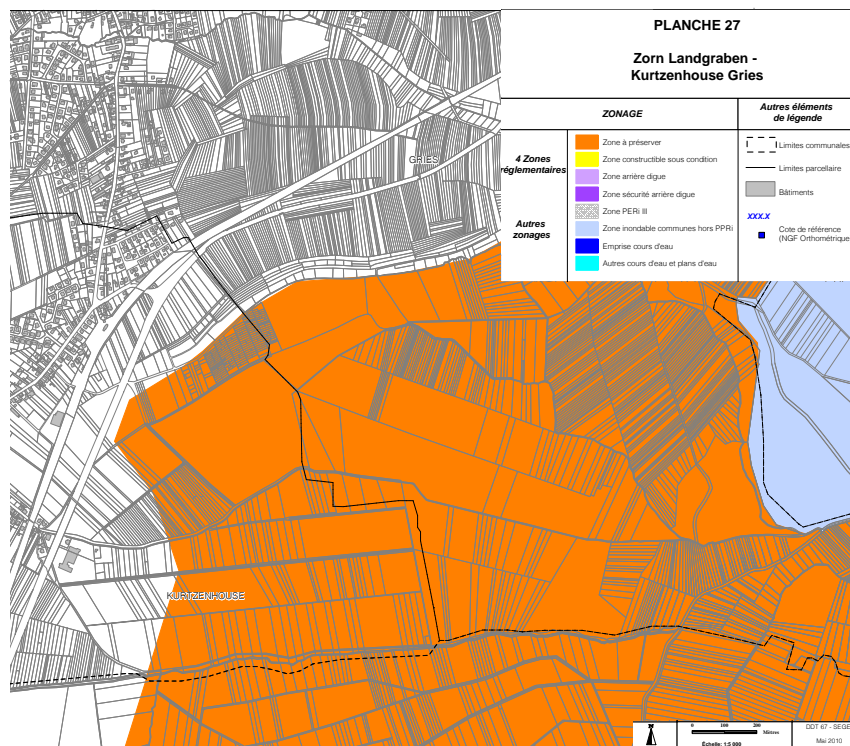 PLANCHE 27
Zorn Landgraben -
Kurtzenhouse Gries
ZONAGE
Autres éléments
de légende
4 Zones
réglementaires
Zone à préserver
Zone constructible sous condition
Zone arrière digue
Zone sécurité arrière digue
Autres
zonages
Zone PERi III
Zone inondable communes hors PPRi
Emprise cours d'eau
Autres cours d'eau et plans d'eau
Limites communales
Limites parcellaire
Bâtiments
XXX.X
Cote de référence
(NGF Orthométrique
GRIES
KURTZENHOUSE
N
0 100 200
Mètres
Échelle: 1:5 000
DDT 67 - SEGE
Mai 2010